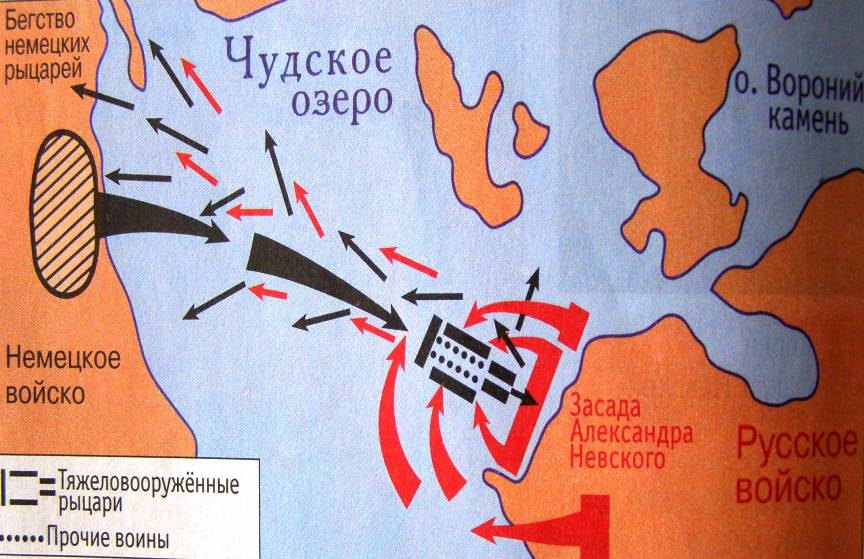 Бегство
немецких
рыцарей
Чудское
озеро
о. Вороний
камень
Немецкое
войско
Засада
Александра
Невского
Русское
войско
Тяжеловооружённые
рыцари
Прочие воины